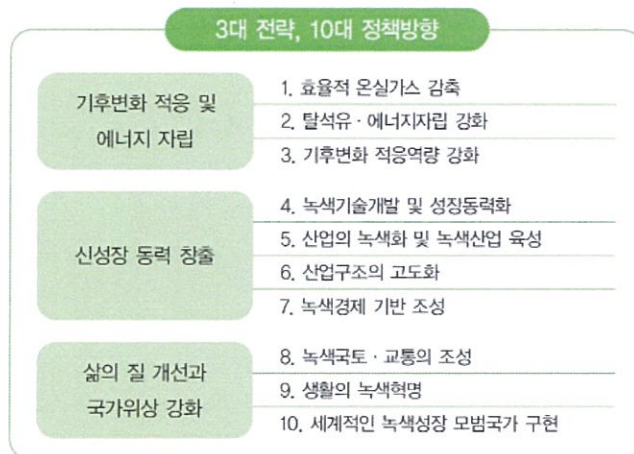 3대 전략, 10대 정책방향
기후변화 적응 및
에너지 자립
1. 효율적 온실가스 감축
2. 탈석유 · 에너지자립 강화
3. 기후변화 적응역량 강화
신성장 동력 창출
4. 녹색기술개발 및 성장동력화
5. 산업의 녹색화 및 녹색산업 육성
6. 산업구조의 고도화
7. 녹색경제 기반 조성
삶의 질 개선과
국가위상 강화
8. 녹색국토 · 교통의 조성
9. 생활의 녹색혁명
10. 세계적인 녹색성장 모범국가 구현